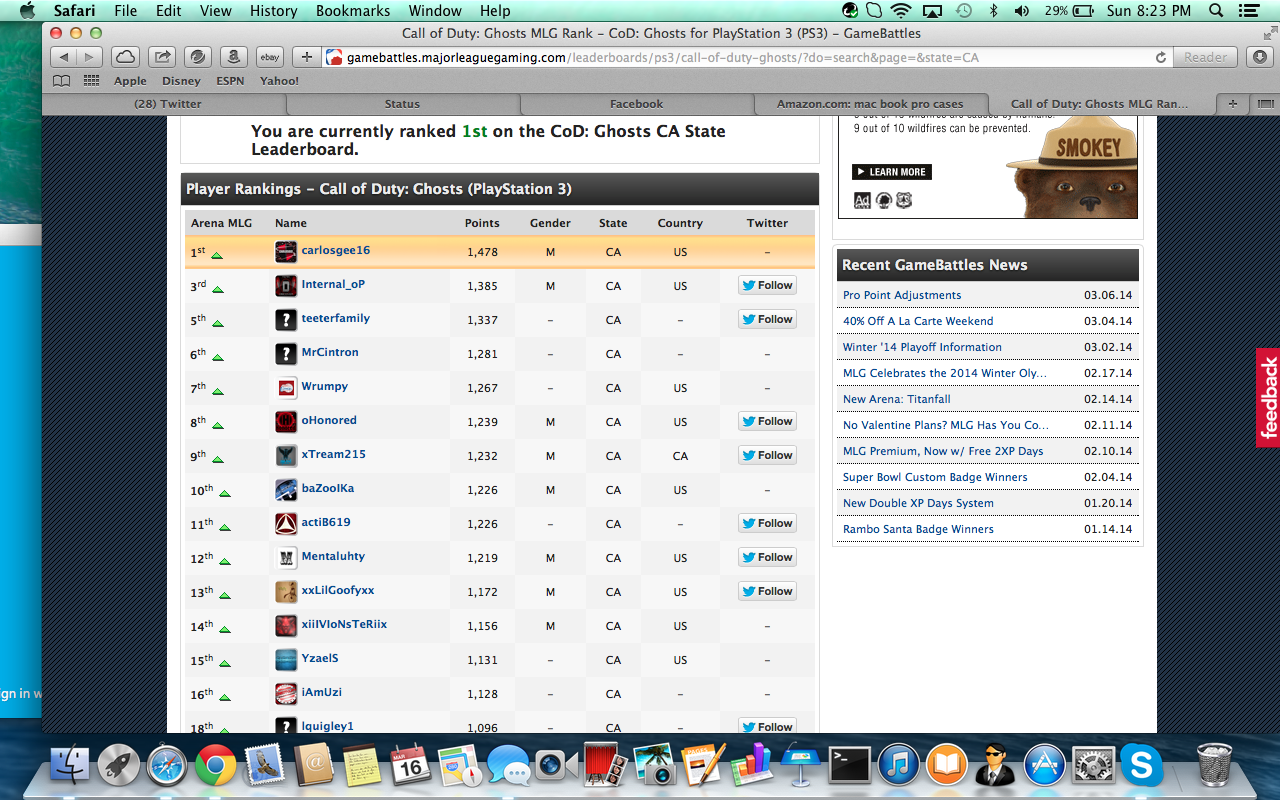 Safari File Edit View History Bookmarks Window Help 29% Sun 8:23 PM
Call of Duty: Ghosts MLG Rank – CoD: Ghosts for PlayStation 3 (PS3) – GameBattles
ebay gamebattles.majorleaguegaming.com/leaderboards/ps3/call-of-duty-ghosts/?do=search&page=&state=CA Reader
Apple Disney ESPN Yahoo!
(28) Twitter Status Facebook Amazon.com: mac book pro cases Call of Duty: Ghosts MLG Ran...
You are currently ranked 1st on the CoD: Ghosts CA State
Leaderboard.
Player Rankings – Call of Duty: Ghosts (PlayStation 3)
Arena MLG Name Points Gender State Country Twitter
1st carlosgee16 1,478 M CA US –
3rd Internal_oP 1,385 M CA US Follow
5th teeterfamily 1,337 – CA – Follow
6th MrCintron 1,281 – CA – –
7th Wrumpy 1,267 – CA US –
8th oHonored 1,239 M CA US Follow
9th xTream215 1,232 M CA CA Follow
10th 1,226 M CA US –
11th actiB619 1,226 – CA – Follow
12th Mentaluhty 1,219 M CA US Follow
13th xxLilGoofyxx 1,172 M CA US Follow
14th 1,156 M CA US –
15th 1,131 – CA US –
16th iAmUzi 1,128 – CA – –
18th 1,096 – CA Follow
9 out of 10 wildfires are caused by humans.
9 out of 10 wildfires can be prevented.
SMOKEY
LEARN MORE
Ad
Recent GameBattles News
Pro Point Adjustments 03.06.14
40% Off A La Carte Weekend 03.04.14
Winter '14 Playoff Information 03.02.14
MLG Celebrates the 2014 Winter Oly... 02.17.14
New Arena: Titanfall 02.14.14
No Valentine Plans? MLG Has You Co... 02.11.14
MLG Premium, Now w/ Free 2XP Days 02.10.14
Super Bowl Custom Badge Winners 02.04.14
New Double XP Days System 01.20.14
Rambo Santa Badge Winners 01.14.14
feedback
ign in w
MAR
16
PAGES